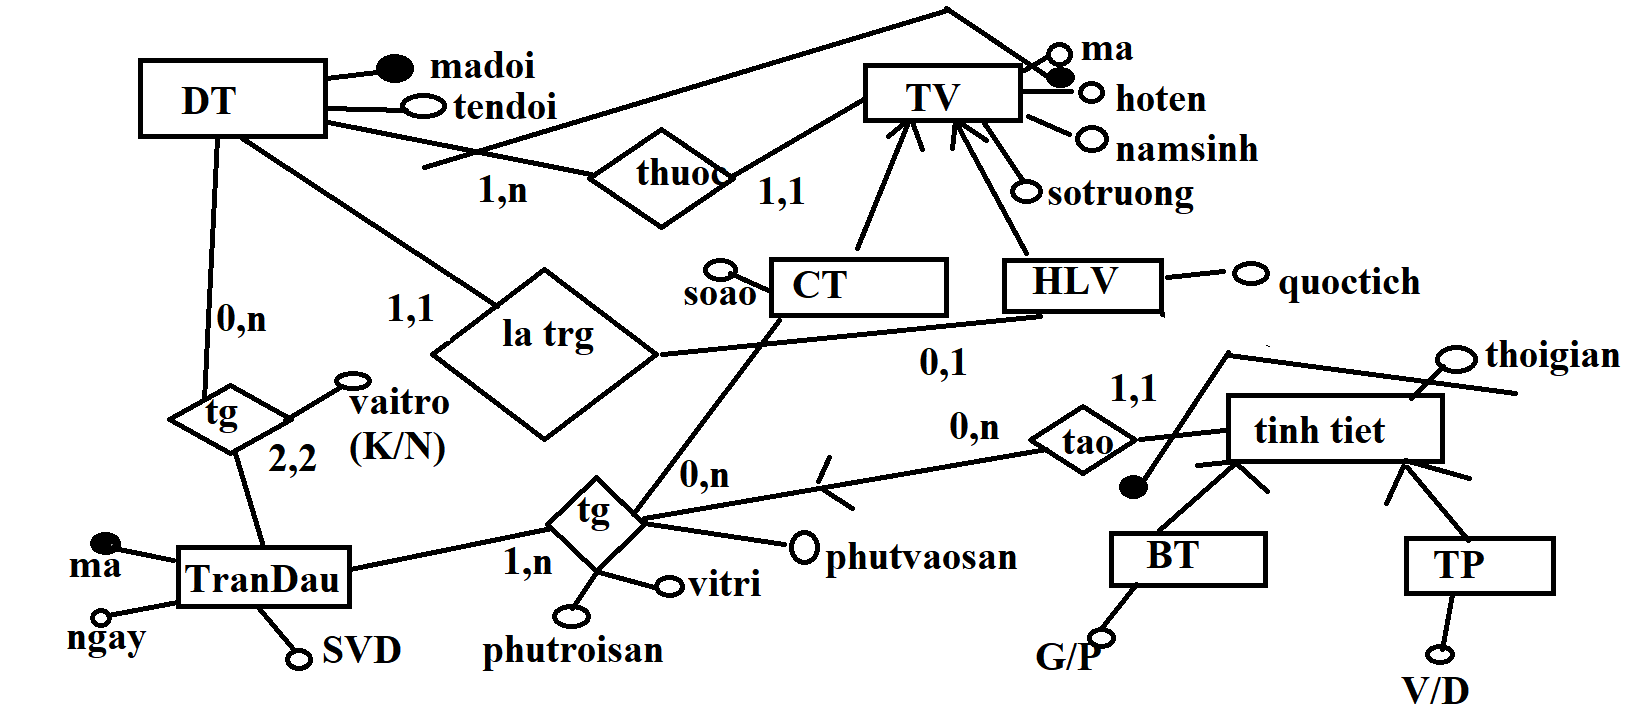 madoi
DT
tendoi
ma
TV
hoten
namsinh
sotruong
thuoc
1,n
1,1
soao
CT
HLV
quoctich
0,n
1,1
la trg
0,1
thoigian
tg
vaitro
(K/N)
2,2
1,1
0,n
tao
tinh tiet
0,n
tg
ma
TranDau
1,n
vitri
phutvaosan
BT
TP
ngay
SVD
phutroisan
G/P
V/D